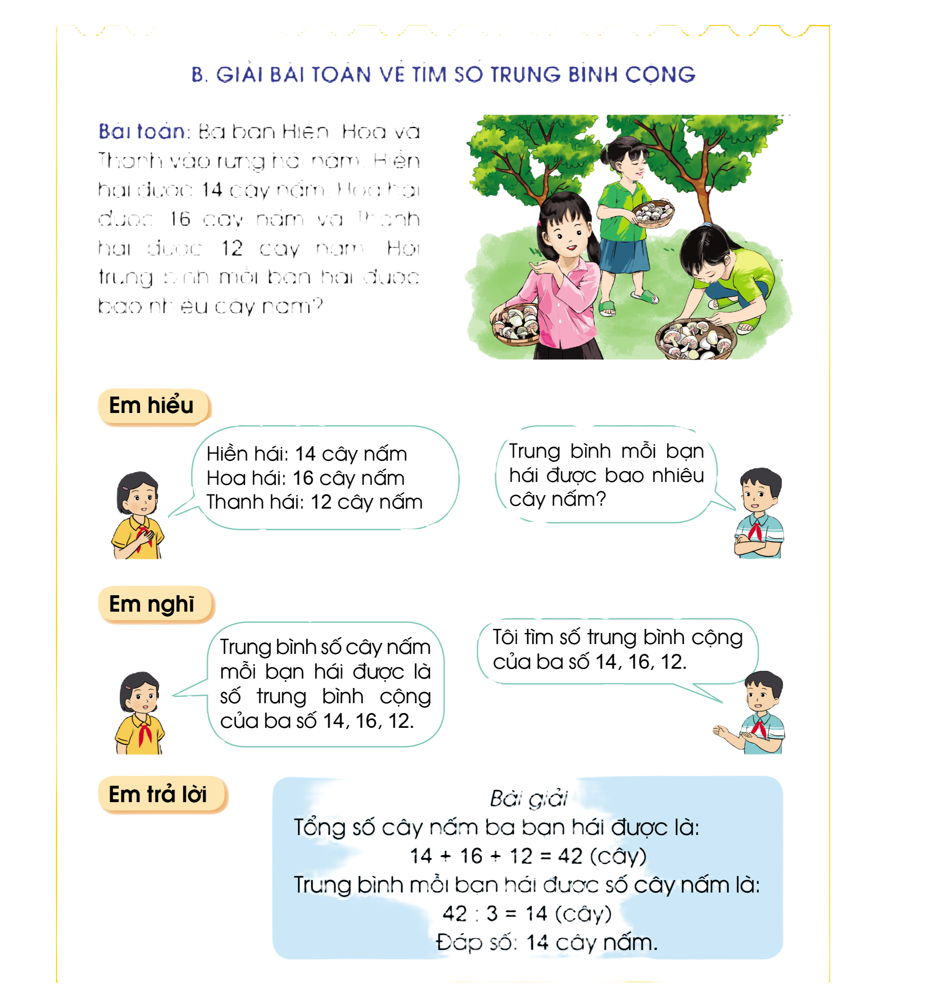 B. GIẢI BÀI TOÁN VỀ TÌM SỐ TRUNG BÌNH CỘNG
Bài toán: Ba bạn Hiền, Hoa và
Thanh vào rừng hái nấm. Hiền
hái được 14 cây nấm, Hoa hái
được 16 cây nấm và Thanh
hái được 12 cây nấm. Hỏi
trung bình mỗi bạn hái được
bao nhiêu cây nấm?
Em hiểu
Hiền hái: 14 cây nấm
Hoa hái: 16 cây nấm
Thanh hái: 12 cây nấm
Trung bình mỗi bạn
hái được bao nhiêu
cây nấm?
Em nghĩ
Trung bình số cây nấm
mỗi bạn hái được là
số trung bình cộng
của ba số 14, 16, 12.
Tôi tìm số trung bình cộng
của ba số 14, 16, 12.
Em trả lời
Bài giải
Tổng số cây nấm ba bạn hái được là:
14 + 16 + 12 = 42 (cây)
Trung bình mỗi bạn hái được số cây nấm là:
42 : 3 = 14 (cây)
Đáp số: 14 cây nấm.